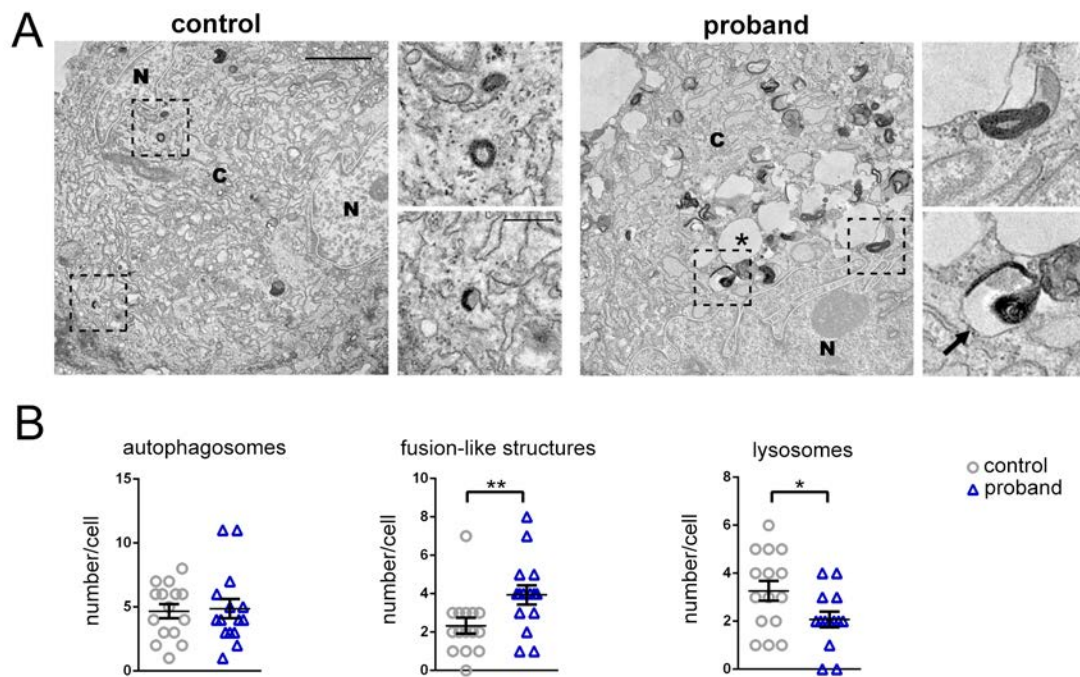 A
control
proband
N
C
N
C
*
N
B
autophagosomes
fusion-like structures
lysosomes
control
proband
number/cell
15
10
5
0
number/cell
10
8
6
4
2
0
**
number/cell
8
6
4
2
0
*